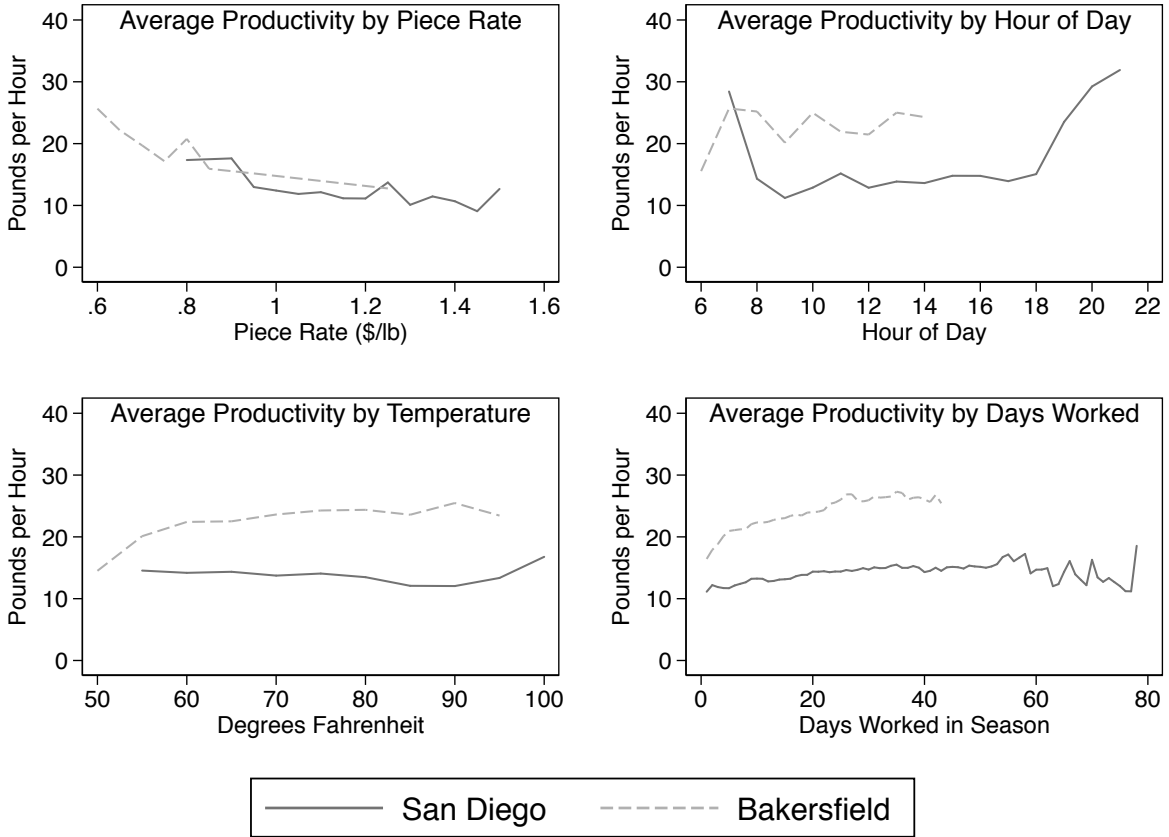 Average Productivity by Piece Rate
Pounds per Hour
40
30
20
10
0
.6 .8 1 1.2 1.4 1.6
Piece Rate ($/lb)
Average Productivity by Hour of Day
Pounds per Hour
40
30
20
10
0
6 8 10 12 14 16 18 20 22
Hour of Day
Average Productivity by Temperature
Pounds per Hour
40
30
20
10
0
50 60 70 80 90 100
Degrees Fahrenheit
Average Productivity by Days Worked
Pounds per Hour
40
30
20
10
0
0 20 40 60 80
Days Worked in Season
San Diego Bakersfield